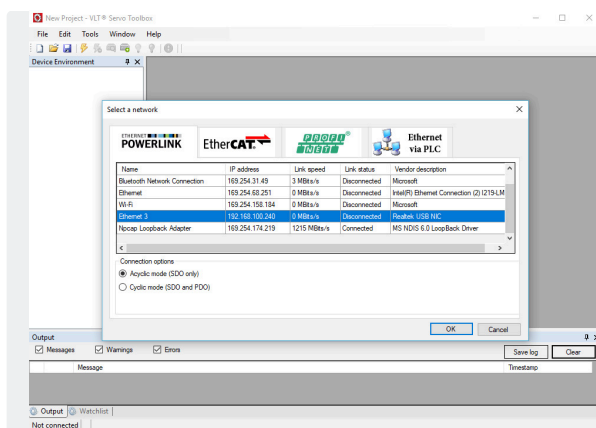 New Project - VLT® Servo Toolbox
File Edit Tools Window Help
Device Environment
Select a network
ETHERNET
POWERLINK
EtherCAT
PROFI
NET
Ethernet
via PLC
Name IP address Link speed Link status Vendor description
Bluetooth Network Connection 169.254.31.49 3 MBits/s Disconnected Microsoft
Ethernet 169.254.68.251 0 MBits/s Disconnected Intel(R) Ethernet Connection (2) I219-LM
Wi-Fi 169.254.158.184 0 MBits/s Disconnected Microsoft
Ethernet 3 192.168.100.240 0 MBits/s Disconnected Realtek USB NIC
Npcap Loopback Adapter 169.254.174.219 1215 MBits/s Connected MS NDIS 6.0 LoopBack Driver
Connection options
Acyclic mode (SDO only)
Cyclic mode (SDO and PDO)
OK Cancel
Output
Messages Warnings Errors Save log Clear
Message Timestamp
Output Watchlist
Not connected